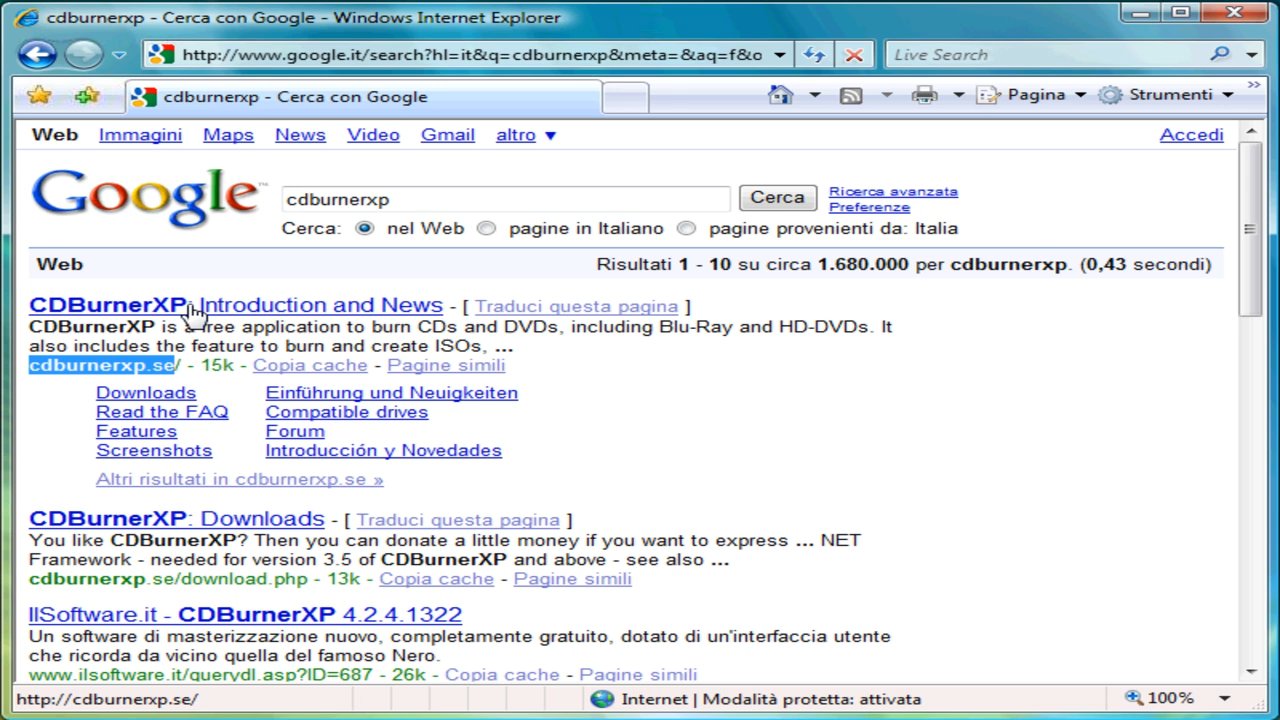 cdburnerxp - Cerca con Google - Windows Internet Explorer
http://www.google.it/search?hl=it&q=cdburnerxp&meta=&aq=f&o
Live Search
cdburnerxp - Cerca con Google
Pagina
Strumenti
Web Immagini Maps News Video Gmail altro ▼ Accedi
Google™ cdburnerxp Cerca Ricerca avanzata
Preferenze
Cerca: nel Web pagine in Italiano pagine provenienti da: Italia
Web Risultati 1 - 10 su circa 1.680.000 per cdburnerxp. (0,43 secondi)
CDBurnerXP: Introduction and News - [ Traduci questa pagina ]
CDBurnerXP is a free application to burn CDs and DVDs, including Blu-Ray and HD-DVDs. It
also includes the feature to burn and create ISOs, ...
cdburnerxp.se/ - 15k - Copia cache - Pagine simili
Downloads Einführung und Neuigkeiten
Read the FAQ Compatible drives
Features Forum
Screenshots Introducción y Novedades
Altri risultati in cdburnerxp.se »
CDBurnerXP: Downloads - [ Traduci questa pagina ]
You like CDBurnerXP? Then you can donate a little money if you want to express ... NET
Framework - needed for version 3.5 of CDBurnerXP and above - see also ...
cdburnerxp.se/download.php - 13k - Copia cache - Pagine simili
IlSoftware.it - CDBurnerXP 4.2.4.1322
Un software di masterizzazione nuovo, completamente gratuito, dotato di un'interfaccia utente
che ricorda da vicino quella del famoso Nero.
www.ilsoftware.it/querydl.asp?ID=687 - 26k - Copia cache - Pagine simili
http://cdburnerxp.se/ Internet | Modalità protetta: attivata 100%